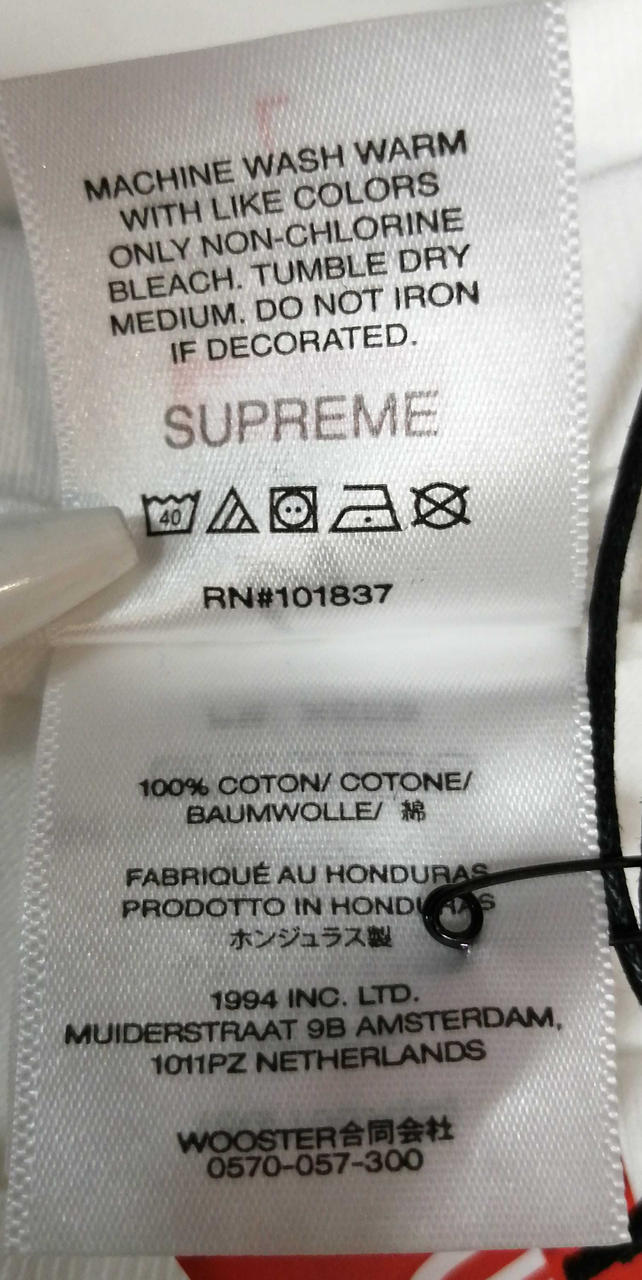 MACHINE WASH WARM
WITH LIKE COLORS
ONLY NON-CHLORINE
BLEACH. TUMBLE DRY
MEDIUM. DO NOT IRON
IF DECORATED.
SUPREME
40
RN#101837
100% COTON/ COTONE/
BAUMWOLLE/ 綿
FABRIQUÉ AU HONDURAS
PRODOTTO IN HONDURAS
ホンジュラス製
1994 INC. LTD.
MUIDERSTRAAT 9B AMSTERDAM,
1011PZ NETHERLANDS
WOOSTER合同会社
0570-057-300